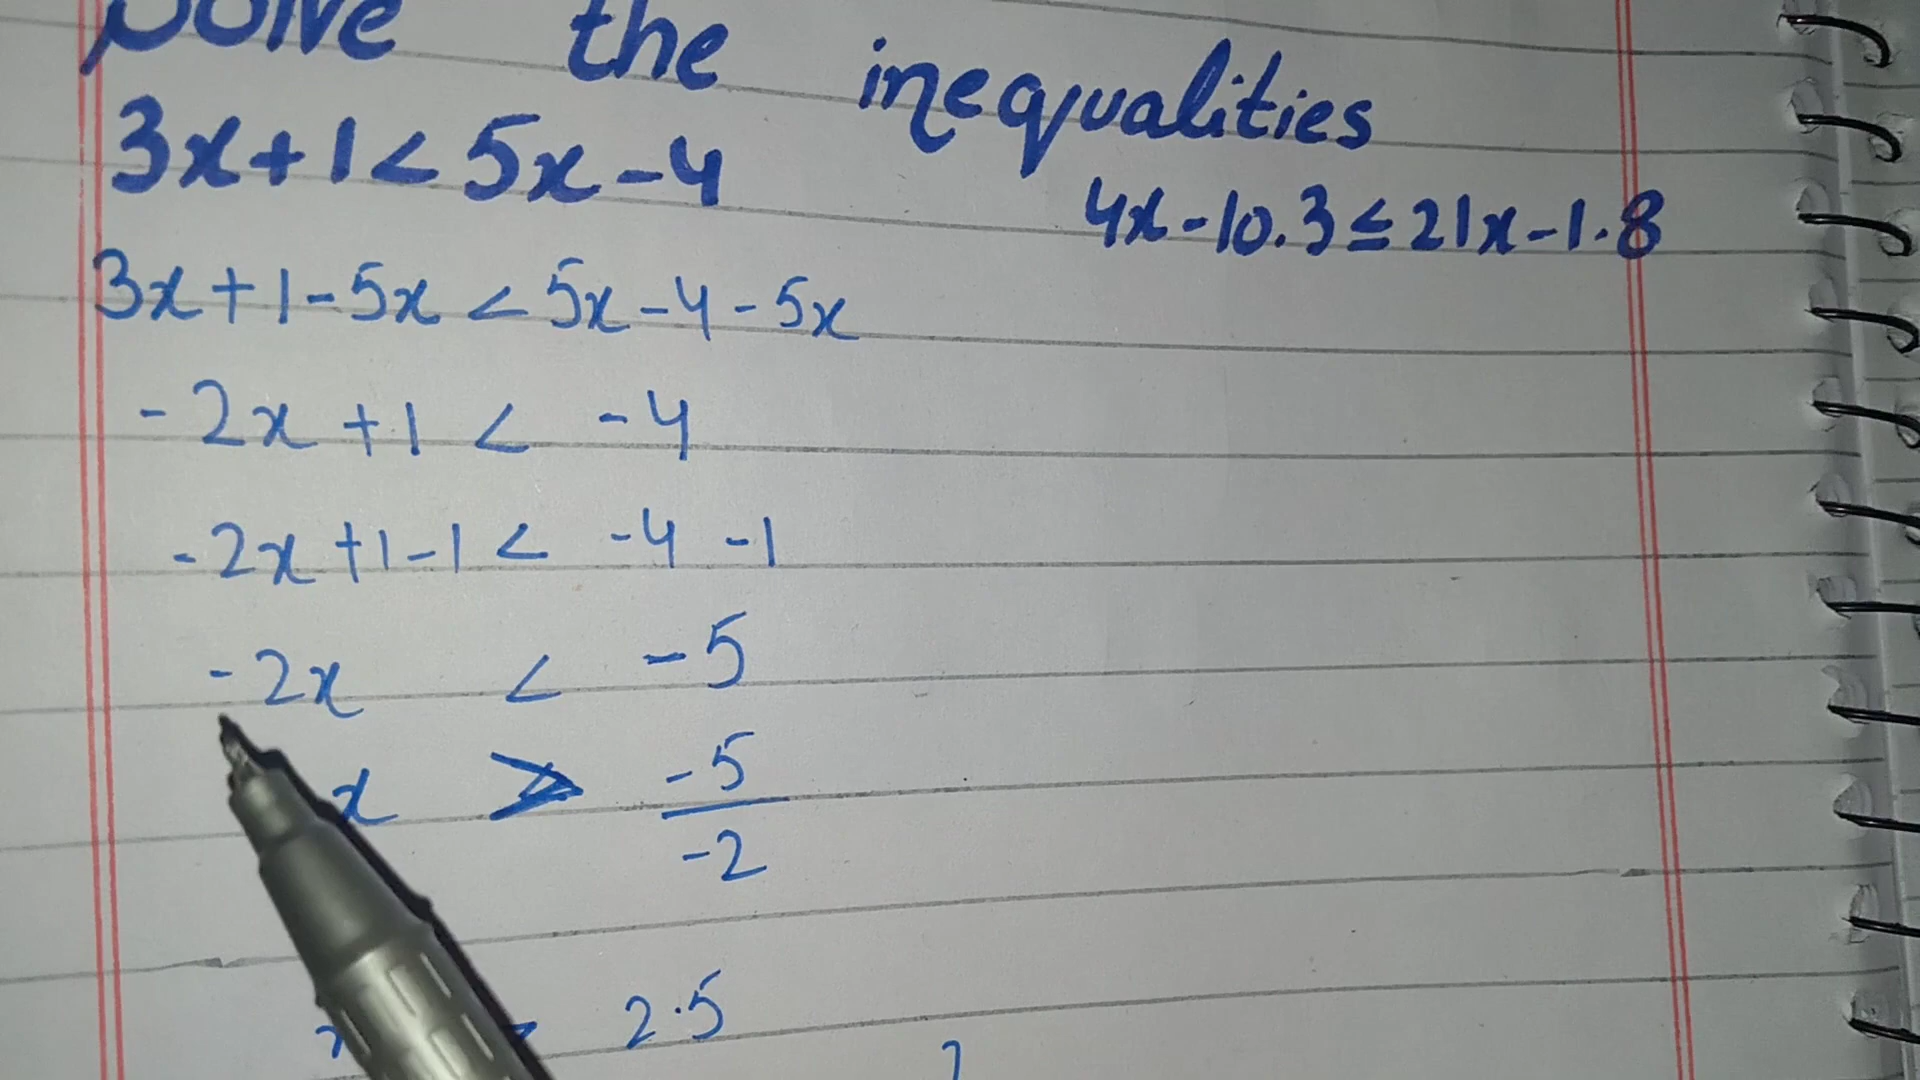 Solve the inequalities
3x+1<5x-4
4x-10.3≤21x-1.8
3x+1-5x<5x-4-5x
-2x+1< -4
-2x+1-1< -4 -1
-2x < -5
x > -5/-2
2.5